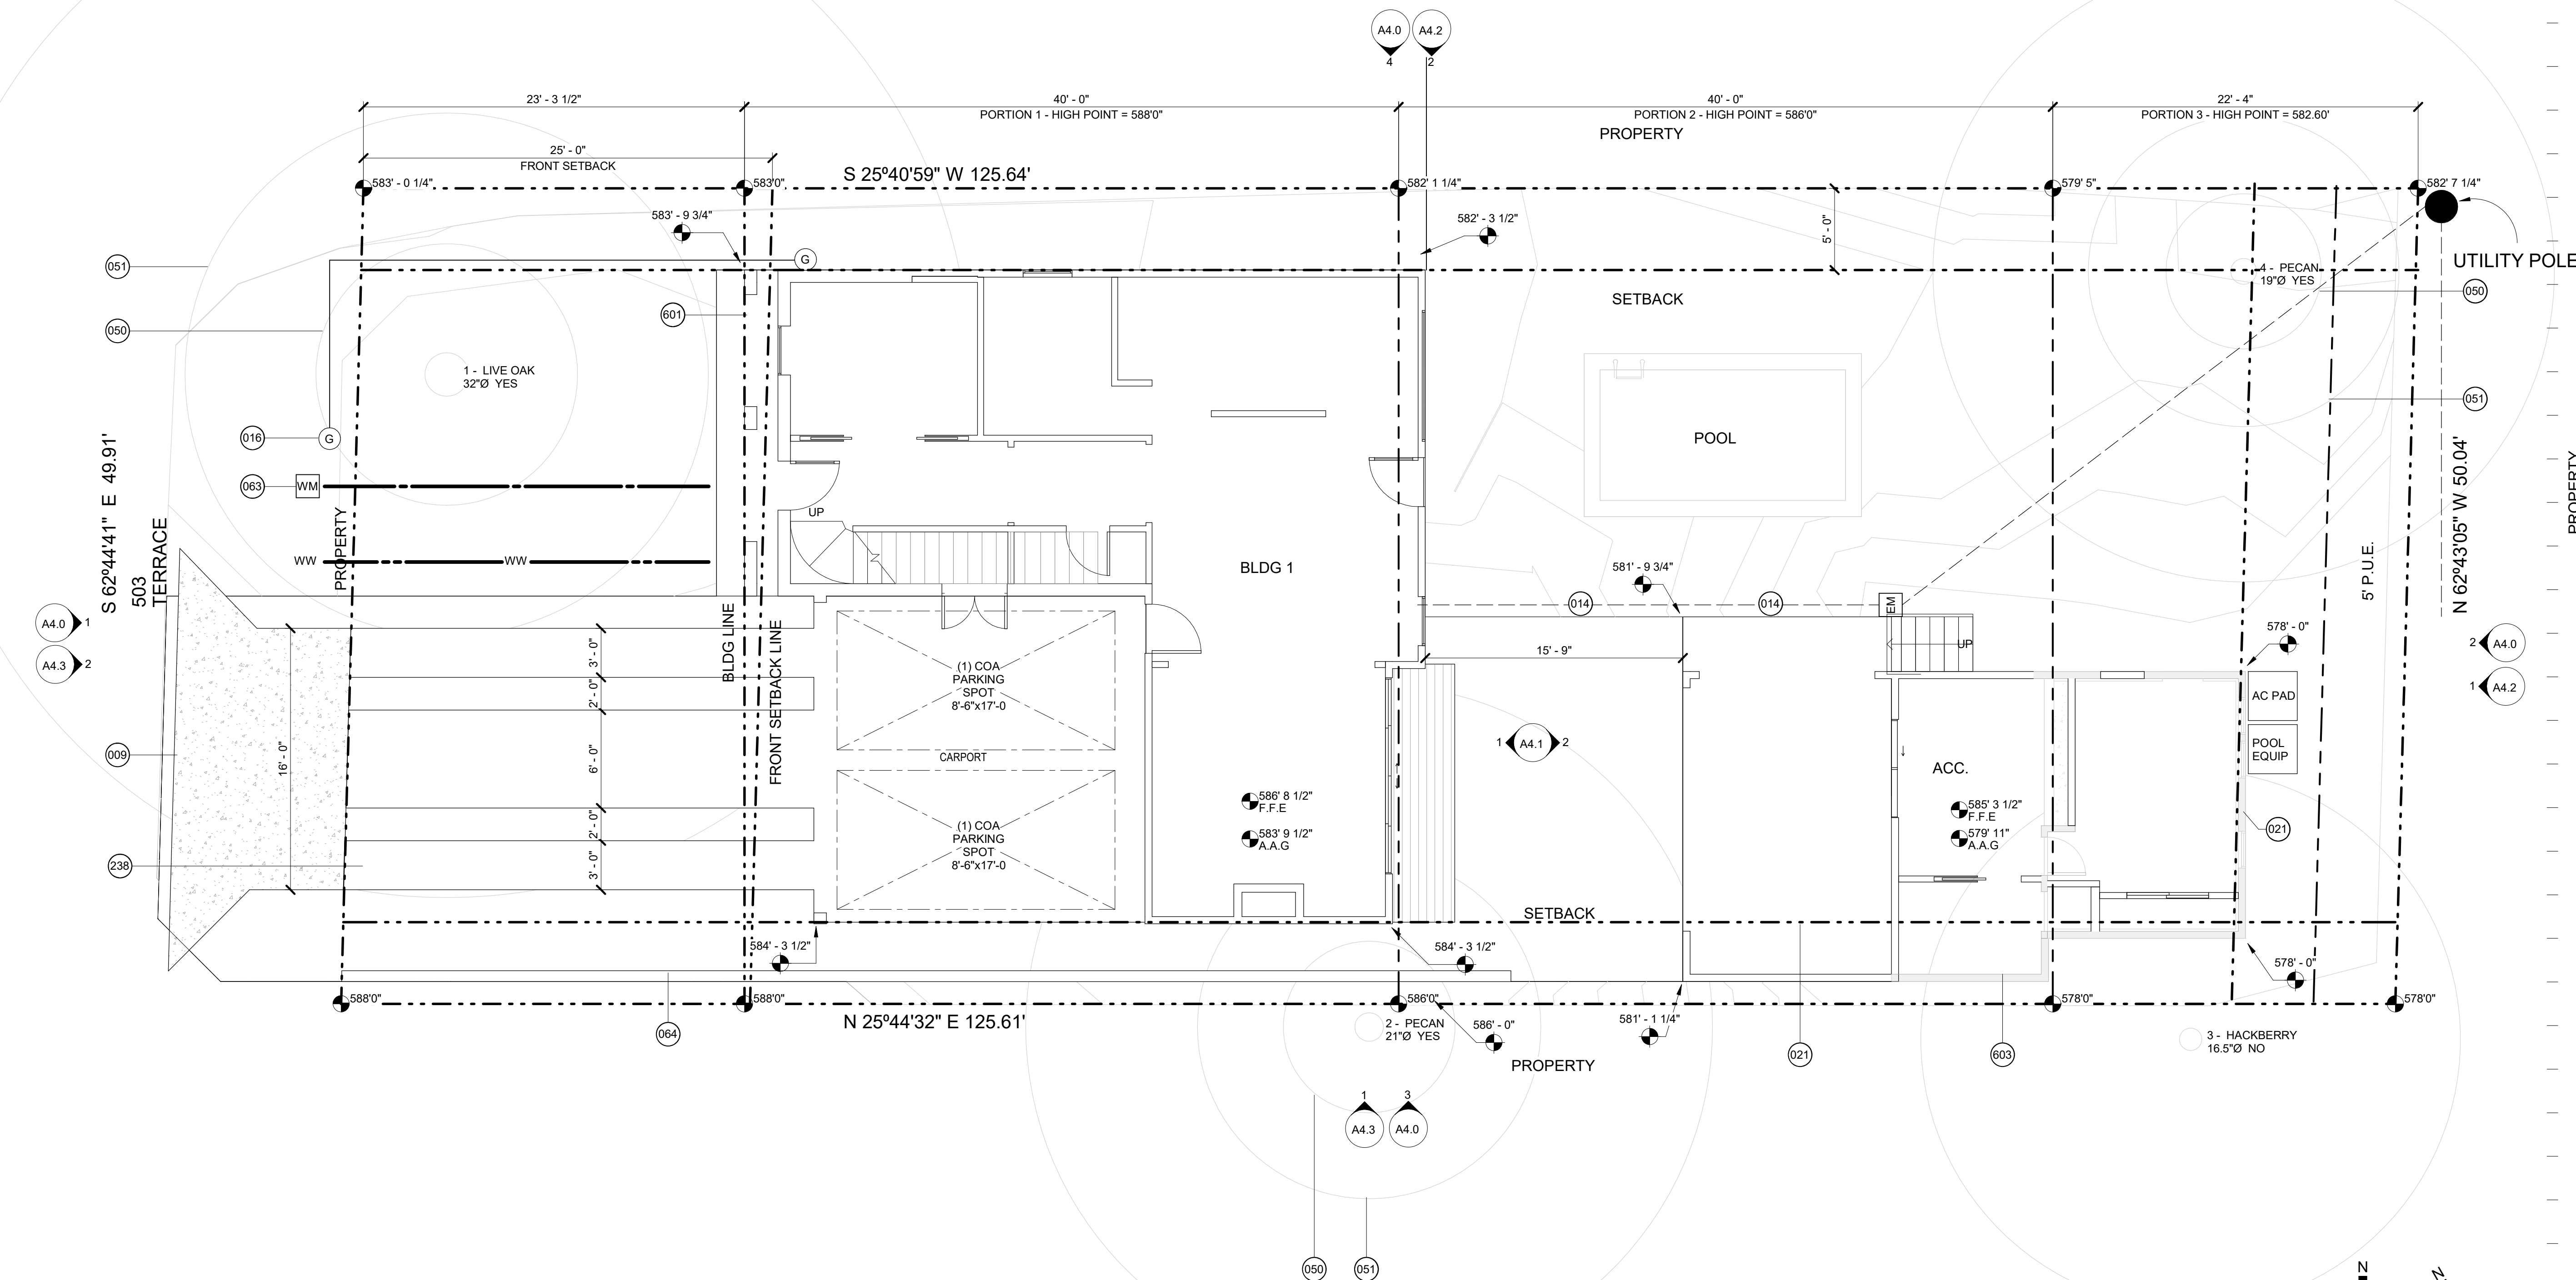 A4.0
4
A4.2
2
23' - 3 1/2"
40' - 0"
PORTION 1 - HIGH POINT = 588'0"
40' - 0"
PORTION 2 - HIGH POINT = 586'0"
22' - 4"
PORTION 3 - HIGH POINT = 582.60'
PROPERTY
25' - 0"
FRONT SETBACK
S 25º40'59" W 125.64'
583' - 0 1/4"
583'0"
582' 1 1/4"
579' 5"
582' 7 1/4"
583' - 9 3/4"
582' - 3 1/2"
5' - 0"
UTILITY POLE
051
G
4 - PECAN
19"Ø YES
050
SETBACK
601
050
1 - LIVE OAK
32"Ø YES
051
016
G
POOL
063
WM
UP
PROPERTY
WW
WW
BLDG 1
S 62º44'41" E 49.91'
503
TERRACE
N 62º43'05" W 50.04'
PROPERTY
5' P.U.E.
581' - 9 3/4"
014
014
EM
A4.0
1
A4.3
2
BLDG LINE
FRONT SETBACK LINE
578' - 0"
UP
2
A4.0
1
A4.2
15' - 9"
3' - 0"
2' - 0"
6' - 0"
2' - 0"
3' - 0"
16' - 0"
(1) COA
PARKING
SPOT
8'-6"x17'-0
CARPORT
(1) COA
PARKING
SPOT
8'-6"x17'-0
AC PAD
POOL
EQUIP
1
A4.1
2
009
ACC.
586' 8 1/2"
F.F.E
583' 9 1/2"
A.A.G
585' 3 1/2"
F.F.E
579' 11"
A.A.G
021
238
SETBACK
584' - 3 1/2"
584' - 3 1/2"
578' - 0"
588'0"
588'0"
586'0"
578'0"
578'0"
N 25º44'32" E 125.61'
064
2 - PECAN
21"Ø YES
586' - 0"
581' - 1 1/4"
021
603
3 - HACKBERRY
16.5"Ø NO
PROPERTY
1
A4.3
3
A4.0
050
051
N
N